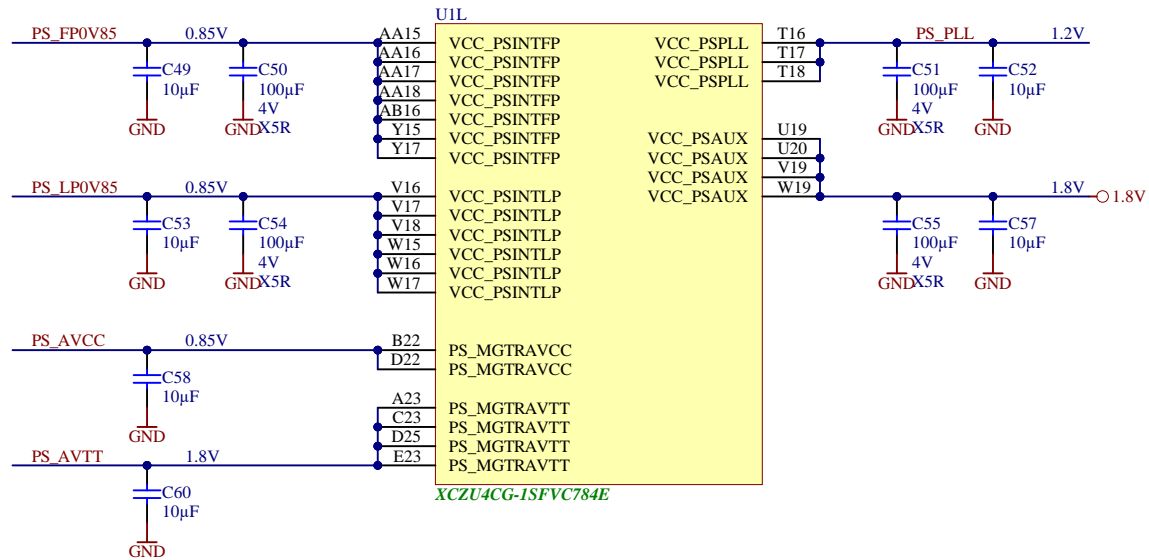 U1L
PS_FP0V85 0.85V AA15 VCC_PSINTFP VCC_PSPLL T16 PS_PLL 1.2V
AA16 VCC_PSINTFP VCC_PSPLL T17
C49 C50 AA17 VCC_PSINTFP VCC_PSPLL T18 C51 C52
10µF 100µF AA18 VCC_PSINTFP 100µF 10µF
4V AB16 VCC_PSINTFP 4V
GND GND X5R Y15 VCC_PSINTFP VCC_PSAUX U19 GND X5R GND
Y17 VCC_PSINTFP VCC_PSAUX U20
VCC_PSAUX V19
PS_LP0V85 0.85V V16 VCC_PSINTLP VCC_PSAUX W19 1.8V 1.8V
V17 VCC_PSINTLP
C53 C54 V18 VCC_PSINTLP C55 C57
10µF 100µF W15 VCC_PSINTLP 100µF 10µF
4V W16 VCC_PSINTLP 4V
GND GND X5R W17 VCC_PSINTLP GND X5R GND
PS_AVCC 0.85V B22 PS_MGTRAVCC
D22 PS_MGTRAVCC
C58
10µF A23 PS_MGTRAVTT
C23 PS_MGTRAVTT
GND D25 PS_MGTRAVTT
PS_AVTT 1.8V E23 PS_MGTRAVTT
C60 XCZU4CG-1SFVC784E
10µF
GND